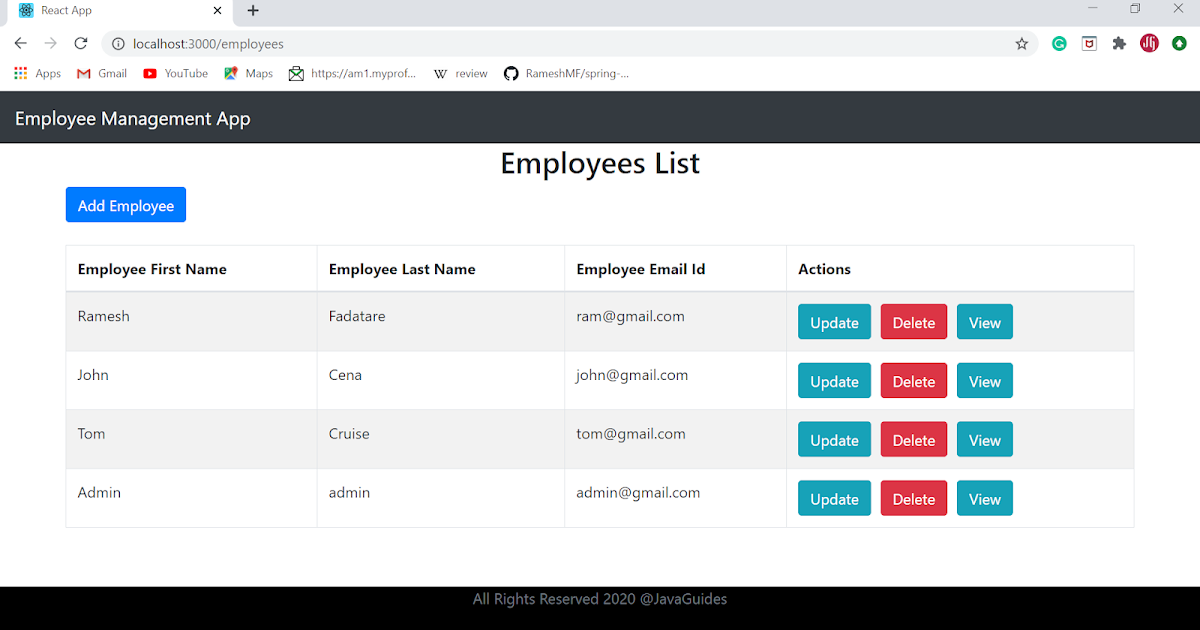 React App
localhost:3000/employees
Apps Gmail YouTube Maps https://am1.myprof... W review RameshMF/spring-...
Employee Management App
Employees List
Add Employee
Employee First Name Employee Last Name Employee Email Id Actions
Ramesh Fadatare ram@gmail.com Update Delete View
John Cena john@gmail.com Update Delete View
Tom Cruise tom@gmail.com Update Delete View
Admin admin admin@gmail.com Update Delete View
All Rights Reserved 2020 @JavaGuides